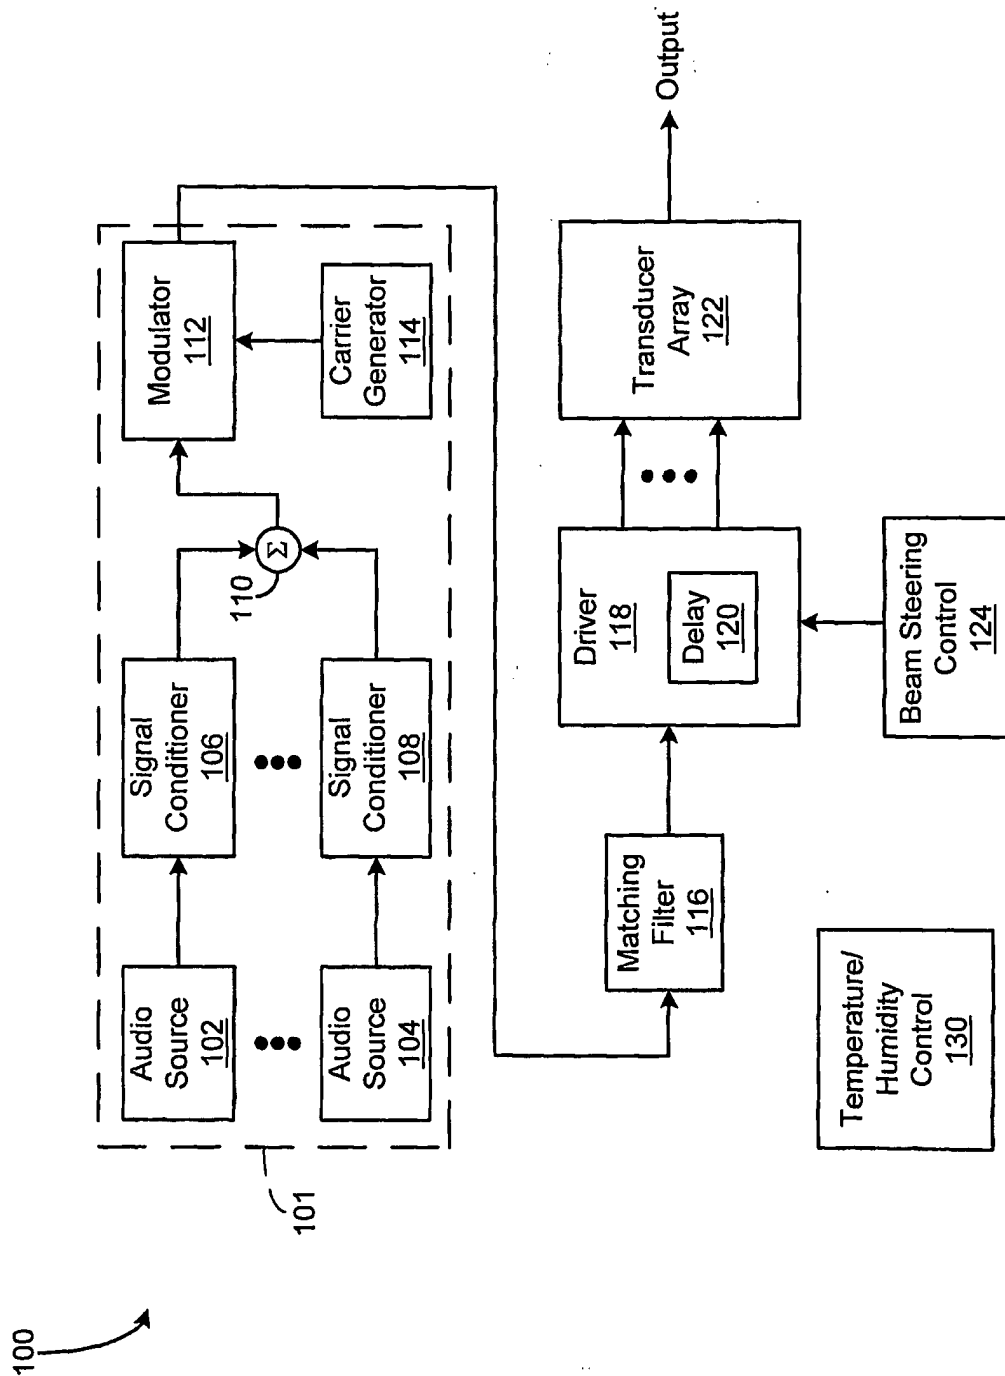 100
101
Audio
Source
102
Audio
Source
104
Signal
Conditioner
106
Signal
Conditioner
108
110
Σ
Modulator
112
Carrier
Generator
114
Matching
Filter
116
Driver
118
Delay
120
Transducer
Array
122
Output
Temperature/
Humidity
Control
130
Beam Steering
Control
124